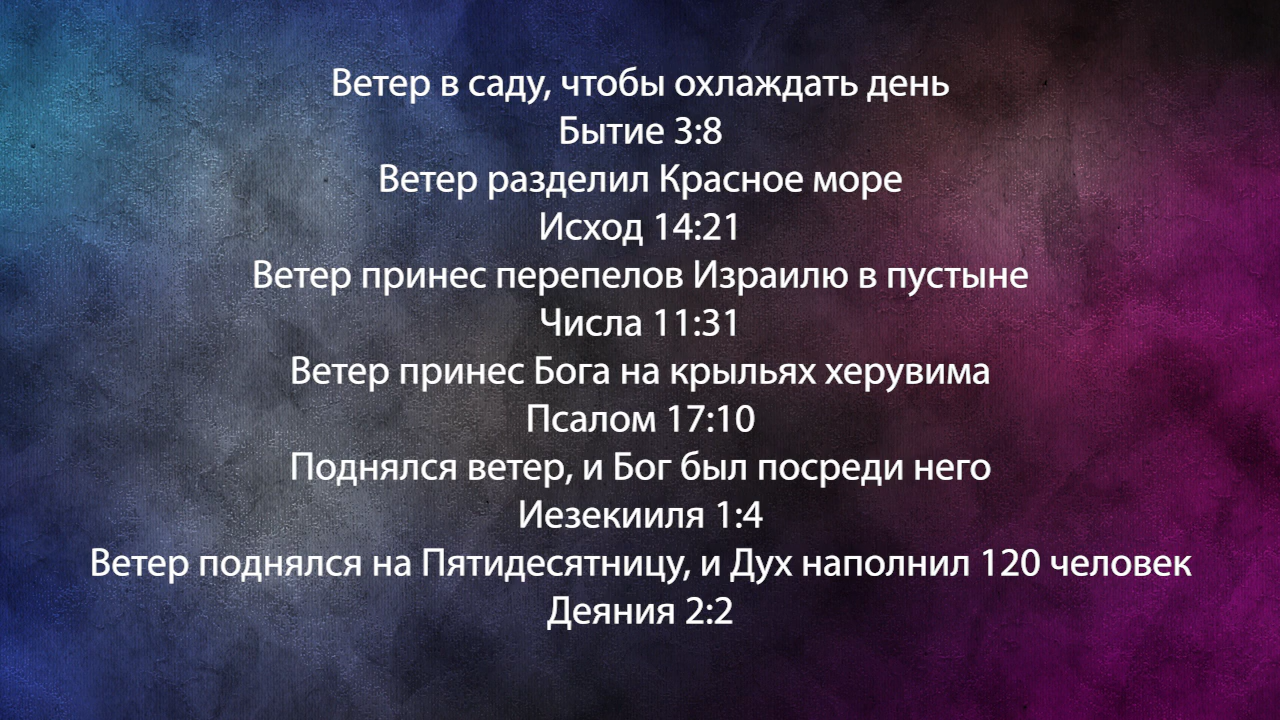 Ветер в саду, чтобы охлаждать день
Бытие 3:8
Ветер разделил Красное море
Исход 14:21
Ветер принес перепелов Израилю в пустыне
Числа 11:31
Ветер принес Бога на крыльях херувима
Псалом 17:10
Поднялся ветер, и Бог был посреди него
Иезекииля 1:4
Ветер поднялся на Пятидесятницу, и Дух наполнил 120 человек
Деяния 2:2